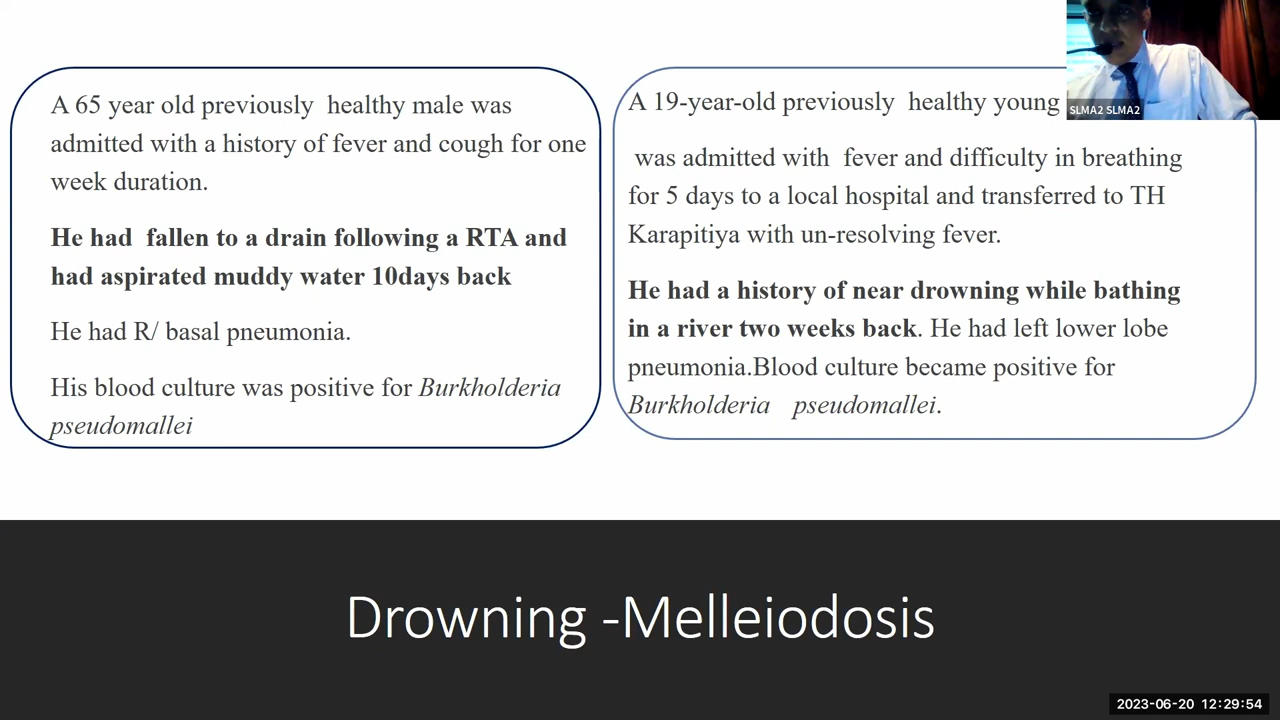 A 65 year old previously healthy male was
admitted with a history of fever and cough for one
week duration.
He had fallen to a drain following a RTA and
had aspirated muddy water 10days back
He had R/ basal pneumonia.
His blood culture was positive for Burkholderia
pseudomallei
A 19-year-old previously healthy young
was admitted with fever and difficulty in breathing
for 5 days to a local hospital and transferred to TH
Karapitiya with un-resolving fever.
He had a history of near drowning while bathing
in a river two weeks back. He had left lower lobe
pneumonia.Blood culture became positive for
Burkholderia pseudomallei.
SLMA2 SLMA2
Drowning -Melleiodosis
2023-06-20 12:29:54